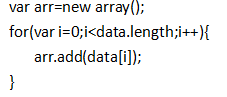 var arr=new array();
for(var i=0;i<data.length;i++){
arr.add(data[i]);
}